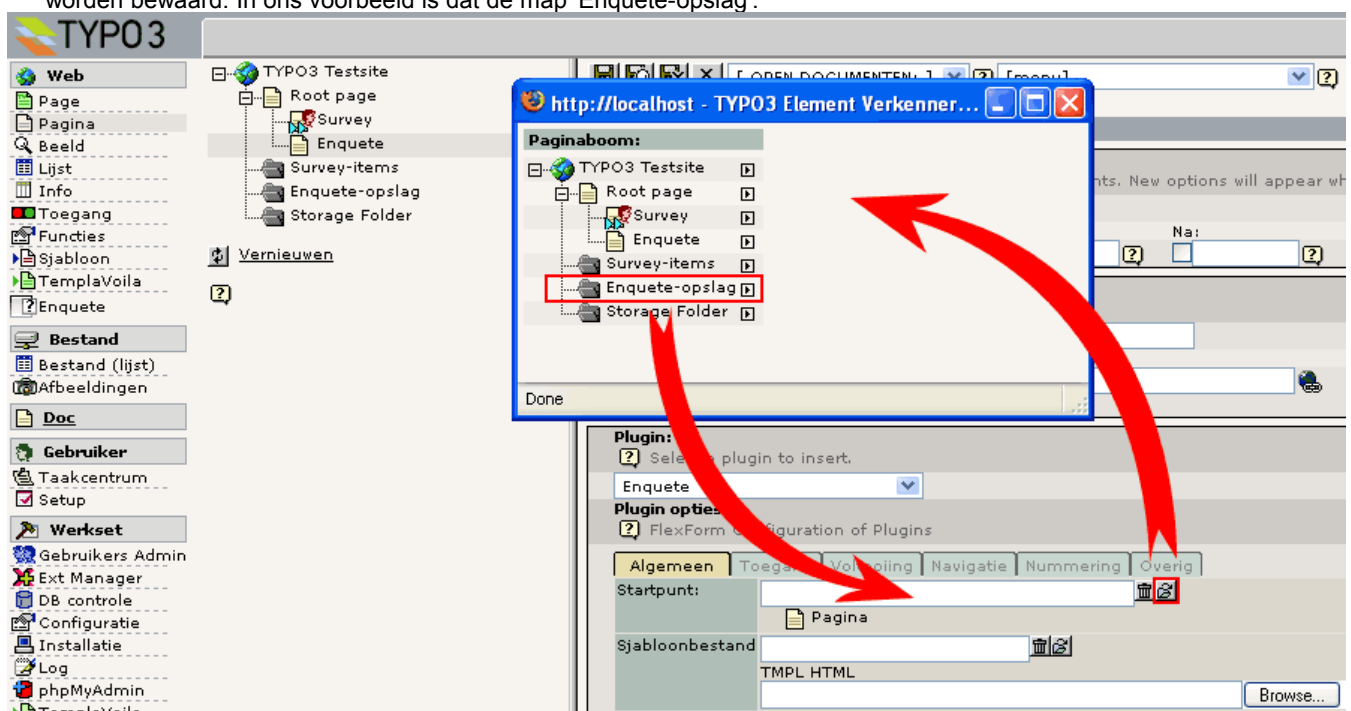 worden bewaard. In ons voorbeeld is dat de map 'Enquete-opslag'.
TYPO3
Web
Page
Pagina
Beeld
Lijst
Info
Toegang
Functies
Sjabloon
TemplaVoila
Enquete
Bestand
Bestand (lijst)
Afbeeldingen
Doc
Gebruiker
Taakcentrum
Setup
Werkset
Gebruikers Admin
Ext Manager
DB controle
Configuratie
Installatie
Log
phpMyAdmin
TemplaVoila
TYPO3 Testsite
Root page
Survey
Enquete
Survey-items
Enquete-opslag
Storage Folder
Vernieuwen
[ OPEN DOCUMENTEN: ]
[menu]
http://localhost - TYPO3 Element Verkenner...
Paginaboom:
TYPO3 Testsite
Root page
Survey
Enquete
Survey-items
Enquete-opslag
Storage Folder
Done
nts. New options will appear wh
Na:
Plugin:
plugin to insert.
Enquete
Plugin opties
FlexForm of Plugins
Algemeen
Navigatie
Nummering
Overig
Startpunt:
Pagina
Sjabloonbestand
TMPL HTML
Browse...